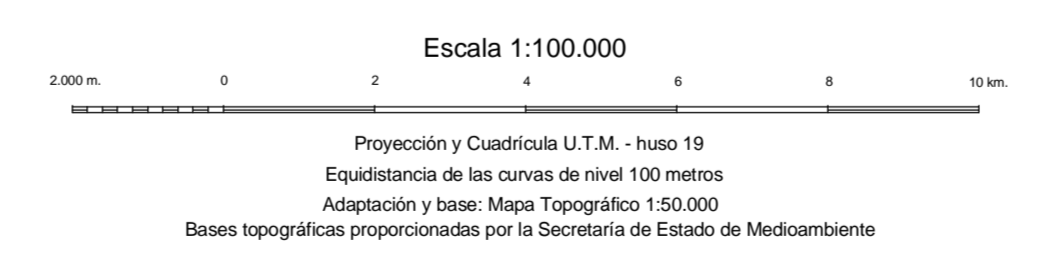 Escala 1:100.000
2.000 m. 0 2 4 6 8 10 km.
Proyección y Cuadrícula U.T.M. - huso 19
Equidistancia de las curvas de nivel 100 metros
Adaptación y base: Mapa Topográfico 1:50.000
Bases topográficas proporcionadas por la Secretaría de Estado de Medioambiente